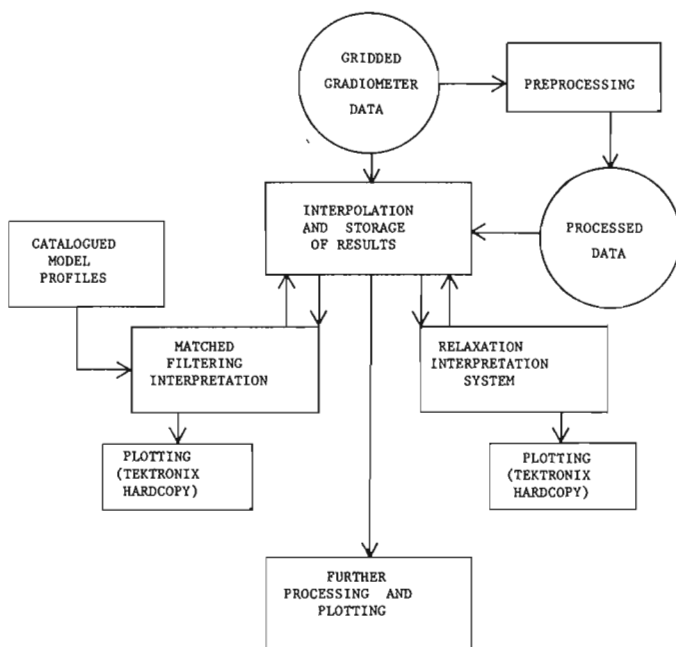 GRIDDED
GRADIOMETER
DATA
PREPROCESSING
INTERPOLATION
AND STORAGE
OF RESULTS
PROCESSED
DATA
CATALOGUED
MODEL
PROFILES
MATCHED
FILTERING
INTERPRETATION
RELAXATION
INTERPRETATION
SYSTEM
PLOTTING
(TEKTRONIX
HARDCOPY)
PLOTTING
(TEKTRONIX
HARDCOPY)
FURTHER
PROCESSING AND
PLOTTING